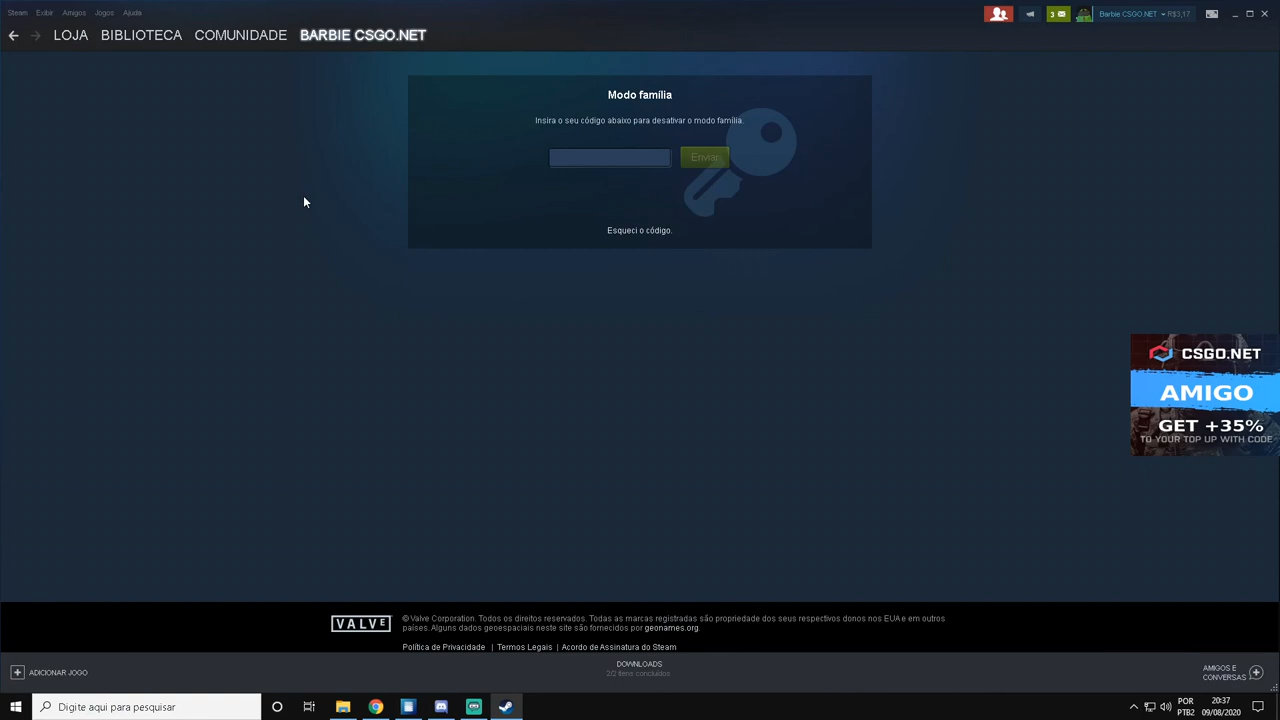 Steam Exibir Amigos Jogos Ajuda
3 Barbie CSGO.NET R$3,17
LOJA BIBLIOTECA COMUNIDADE BARBIE CSGO.NET
Modo família
Insira o seu código abaixo para desativar o modo família.
Enviar
Esqueci o código.
CSGO.NET
AMIGO
GET +35%
TO YOUR TOP UP WITH CODE
VALVE
© Valve Corporation. Todos os direitos reservados. Todas as marcas registradas são propriedade dos seus respectivos donos nos EUA e em outros
países. Alguns dados geoespaciais neste site são fornecidos por geonames.org.
Política de Privacidade | Termos Legais | Acordo de Assinatura do Steam
ADICIONAR JOGO
DOWNLOADS
2/2 itens concluídos
AMIGOS E
CONVERSAS
Digite aqui para pesquisar
POR
PTB2
20:37
09/08/2020